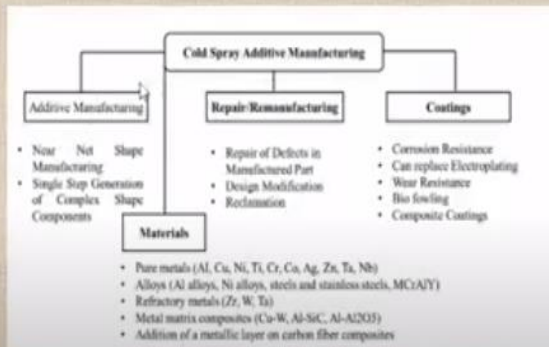 Cold Spray Additive Manufacturing
Additive Manufacturing
Repair/Remanufacturing
Coatings
• Near Net Shape
Manufacturing
• Single Step Generation
of Complex Shape
Components
• Repair of Defects in
Manufactured Part
• Design Modification
• Reclamation
• Corrosion Resistance
• Can replace Electroplating
• Wear Resistance
• Bio fowling
• Composite Coatings
Materials
• Pure metals (Al, Cu, Ni, Ti, Cr, Co, Ag, Zn, Ta, Nb)
• Alloys (Al alloys, Ni alloys, steels and stainless steels, MCrAlY)
• Refractory metals (Zr, W, Ta)
• Metal matrix composites (Cu-W, Al-SiC, Al-Al2O3)
• Addition of a metallic layer on carbon fiber composites